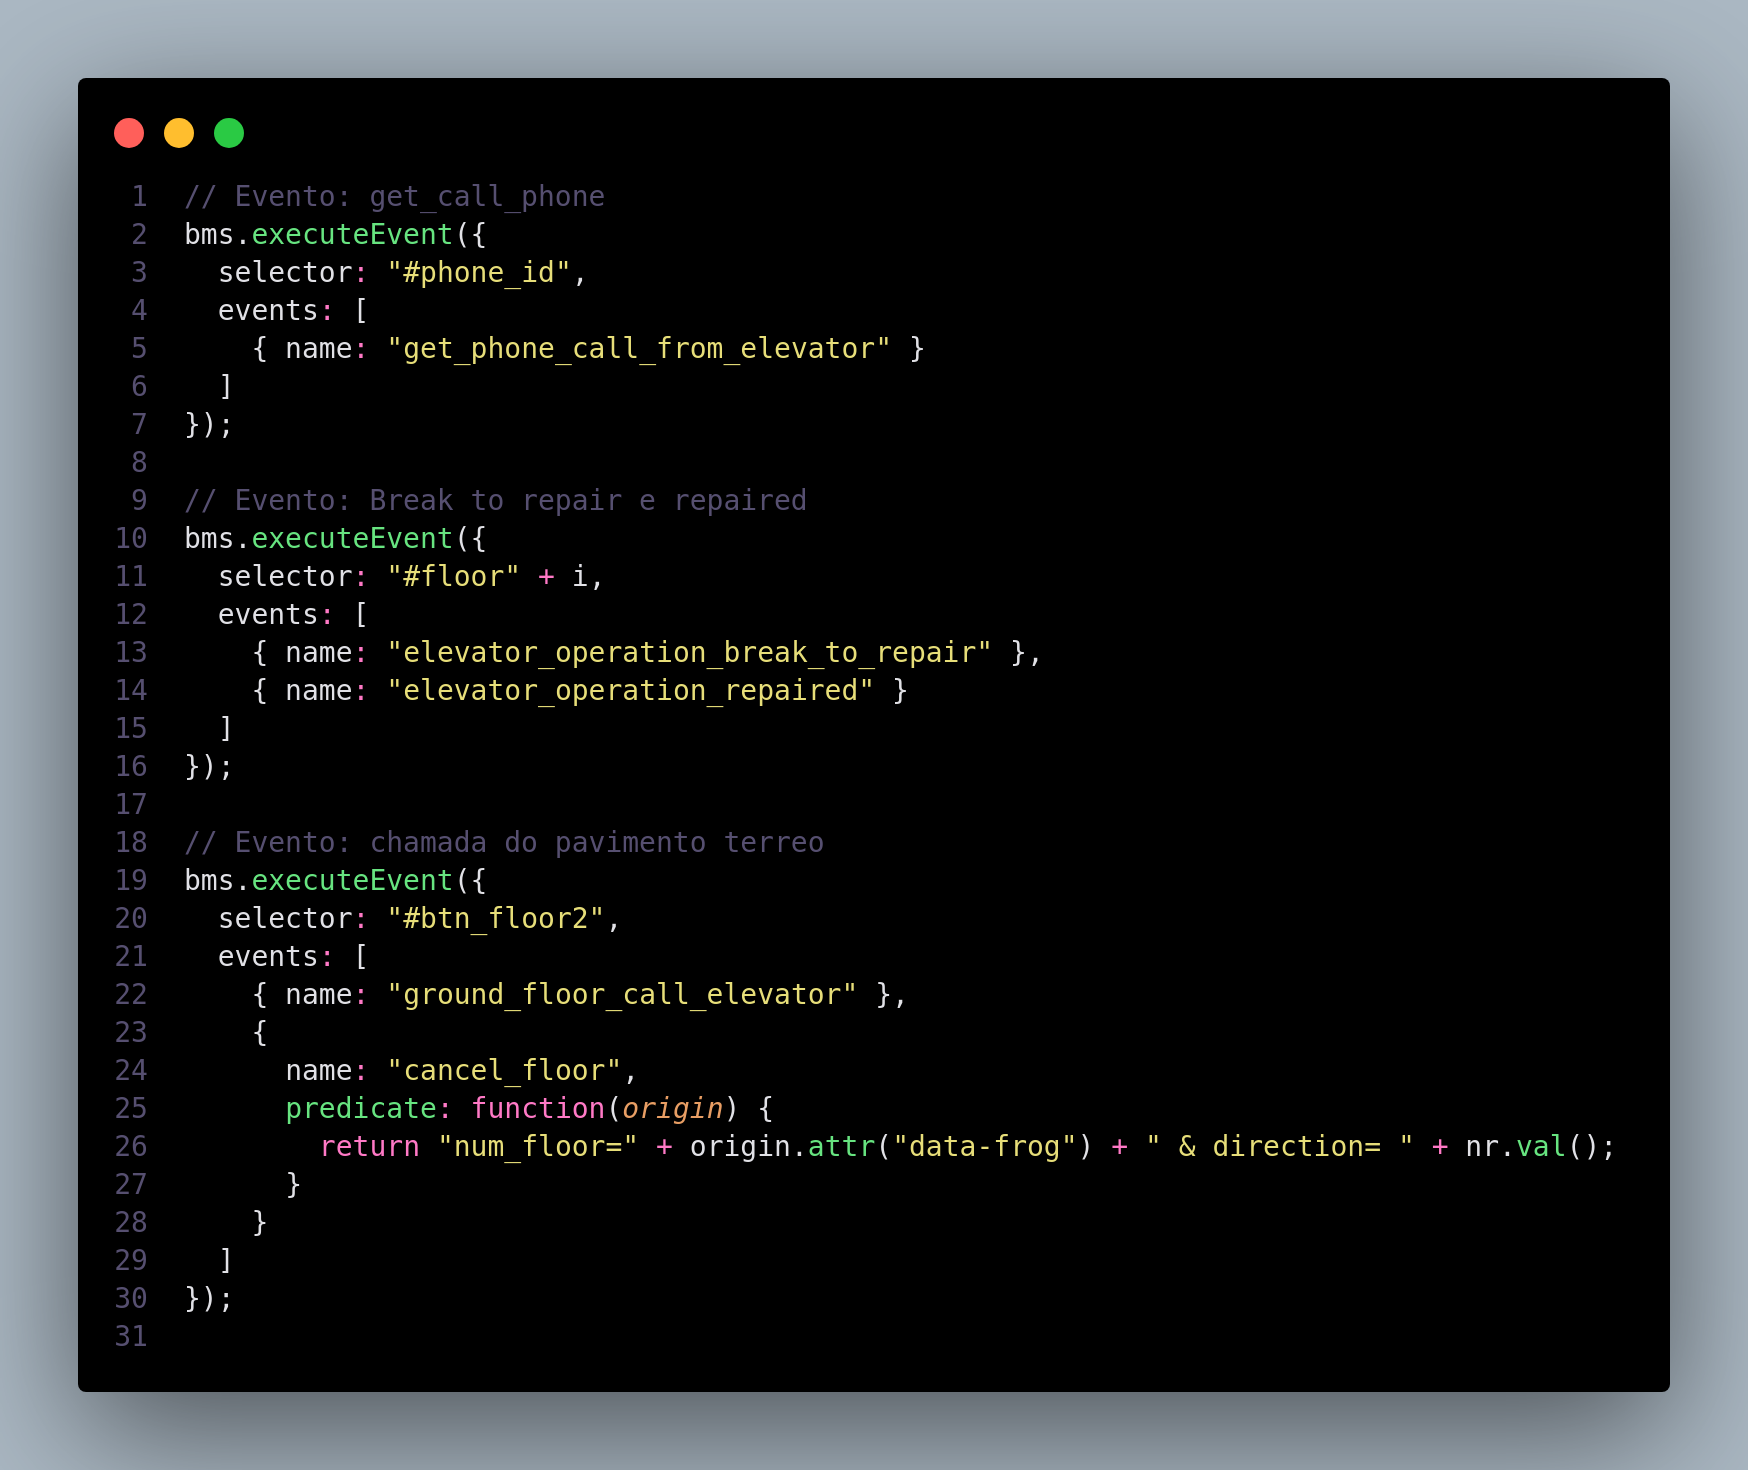 1 // Evento: get_call_phone
2 bms.executeEvent({
3   selector: "#phone_id",
4   events: [
5     { name: "get_phone_call_from_elevator" }
6   ]
7 });
8
9 // Evento: Break to repair e repaired
10 bms.executeEvent({
11   selector: "#floor" + i,
12   events: [
13     { name: "elevator_operation_break_to_repair" },
14     { name: "elevator_operation_repaired" }
15   ]
16 });
17
18 // Evento: chamada do pavimento terreo
19 bms.executeEvent({
20   selector: "#btn_floor2",
21   events: [
22     { name: "ground_floor_call_elevator" },
23     {
24       name: "cancel_floor",
25       predicate: function(origin) {
26         return "num_floor=" + origin.attr("data-frog") + " & direction= " + nr.val();
27       }
28     }
29   ]
30 });
31